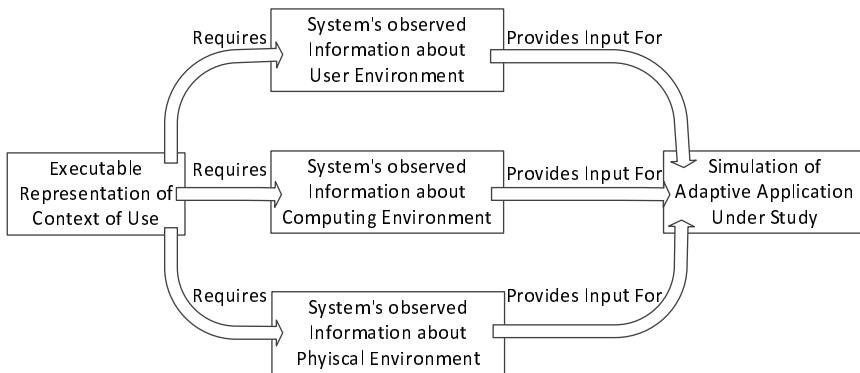 Requires
System's observed
Information about
User Environment
Provides Input For
Executable
Representation of
Context of Use
Requires
System's observed
Information about
Computing Environment
Provides Input For
Simulation of
Adaptive Application
Under Study
Requires
System's observed
Information about
Phyiscal Environment
Provides Input For